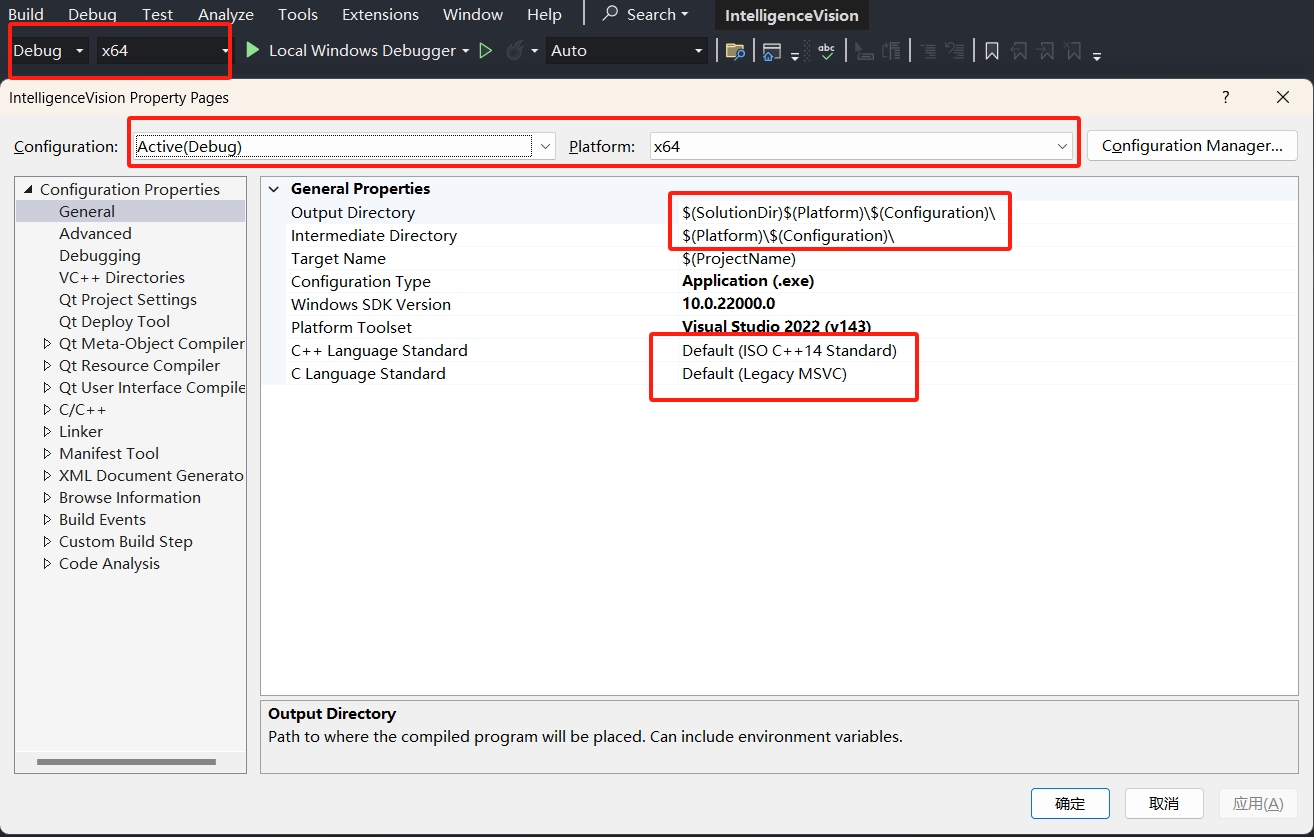 Build Debug Test Analyze Tools Extensions Window Help Search IntelligenceVision
Debug x64 Local Windows Debugger Auto abc
IntelligenceVision Property Pages ?
Configuration: Active(Debug) Platform: x64 Configuration Manager...
Configuration Properties
General
Advanced
Debugging
VC++ Directories
Qt Project Settings
Qt Deploy Tool
Qt Meta-Object Compiler
Qt Resource Compiler
Qt User Interface Compile
C/C++
Linker
Manifest Tool
XML Document Generato
Browse Information
Build Events
Custom Build Step
Code Analysis
General Properties
Output Directory $(SolutionDir)$(Platform)\$(Configuration)\
Intermediate Directory $(Platform)\$(Configuration)\
Target Name $(ProjectName)
Configuration Type Application (.exe)
Windows SDK Version 10.0.22000.0
Platform Toolset Visual Studio 2022 (v143)
C++ Language Standard Default (ISO C++14 Standard)
C Language Standard Default (Legacy MSVC)
Output Directory
Path to where the compiled program will be placed. Can include environment variables.
确定 取消 应用(A)